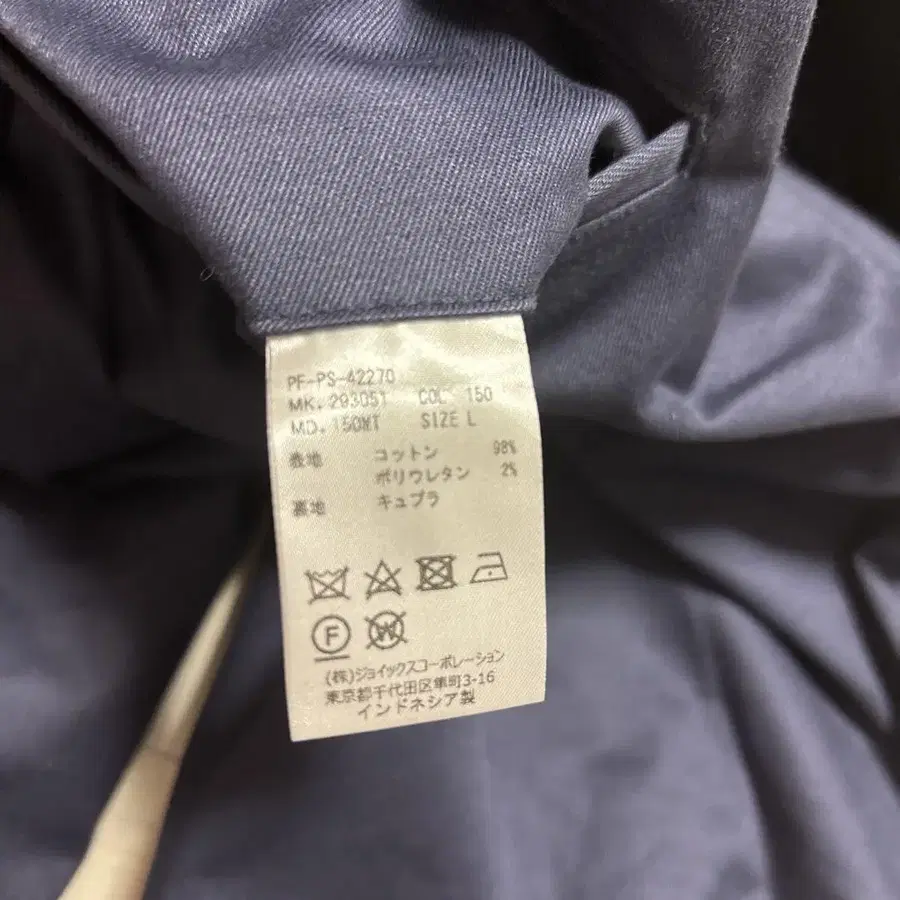 PF-PS-42270
MK. 29305T COL 150
MD. 150WT SIZE L
表地 コットン 98%
ポリウレタン 2%
裏地 キュプラ
F W
(株)ジョイックスコーポレーション
東京都千代田区隼町3-16
インドネシア製